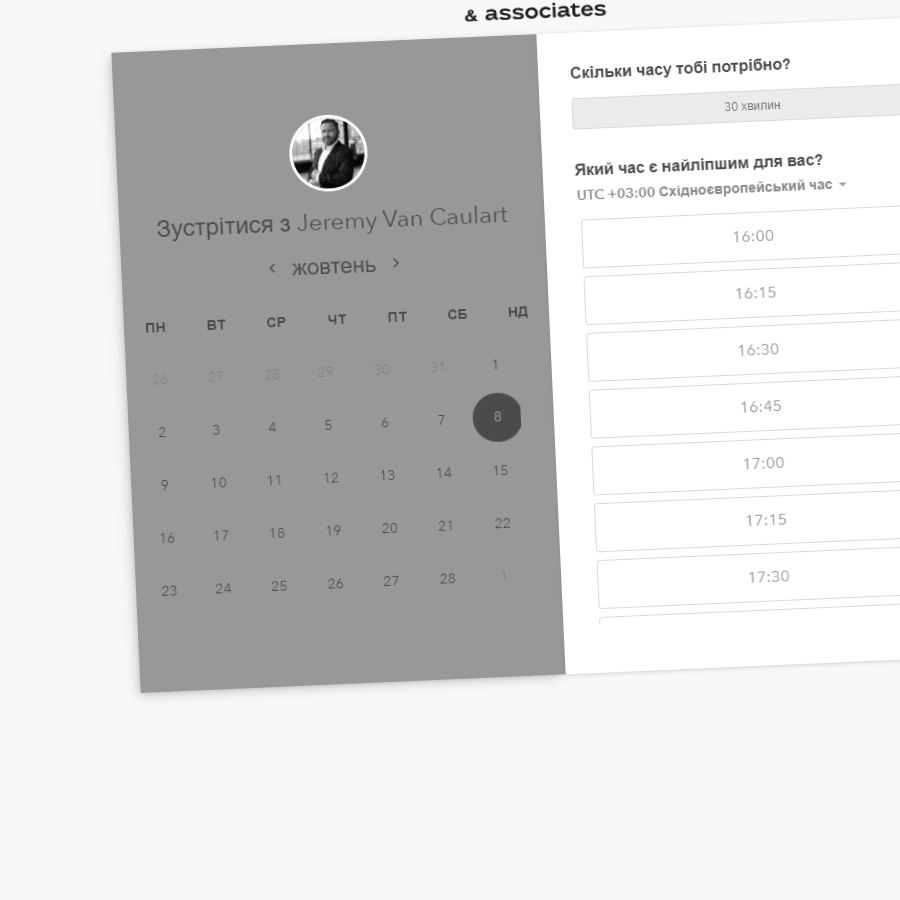 & associates
Зустрітися з Jeremy Van Caulart
жовтень
ПН ВТ СР ЧТ ПТ СБ НД
26 27 28 29 30 31 1
2 3 4 5 6 7 8
9 10 11 12 13 14 15
16 17 18 19 20 21 22
23 24 25 26 27 28 1
Скільки часу тобі потрібно?
30 хвилин
Який час є найліпшим для вас?
UTC +03:00 Східноєвропейський час
16:00
16:15
16:30
16:45
17:00
17:15
17:30